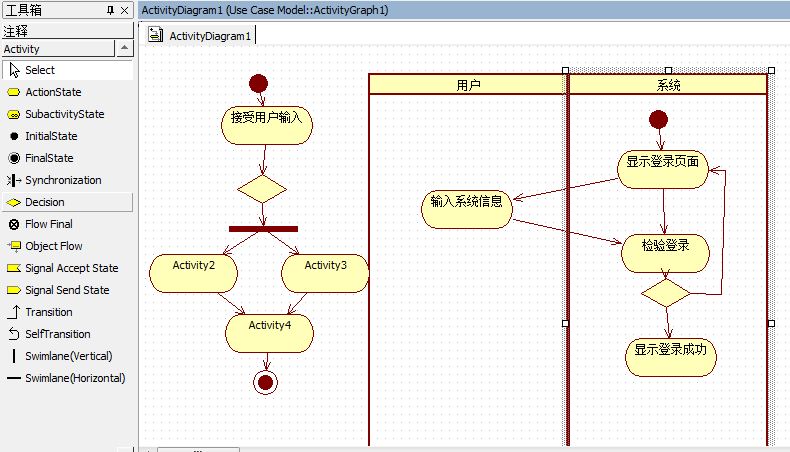 工具箱
注释
Activity
Select
ActionState
SubactivityState
InitialState
FinalState
Synchronization
Decision
Flow Final
Object Flow
Signal Accept State
Signal Send State
Transition
SelfTransition
Swimlane(Vertical)
Swimlane(Horizontal)
ActivityDiagram1 (Use Case Model::ActivityGraph1)
ActivityDiagram1
接受用户输入
Activity2
Activity3
Activity4
用户
输入系统信息
系统
显示登录页面
检验登录
显示登录成功